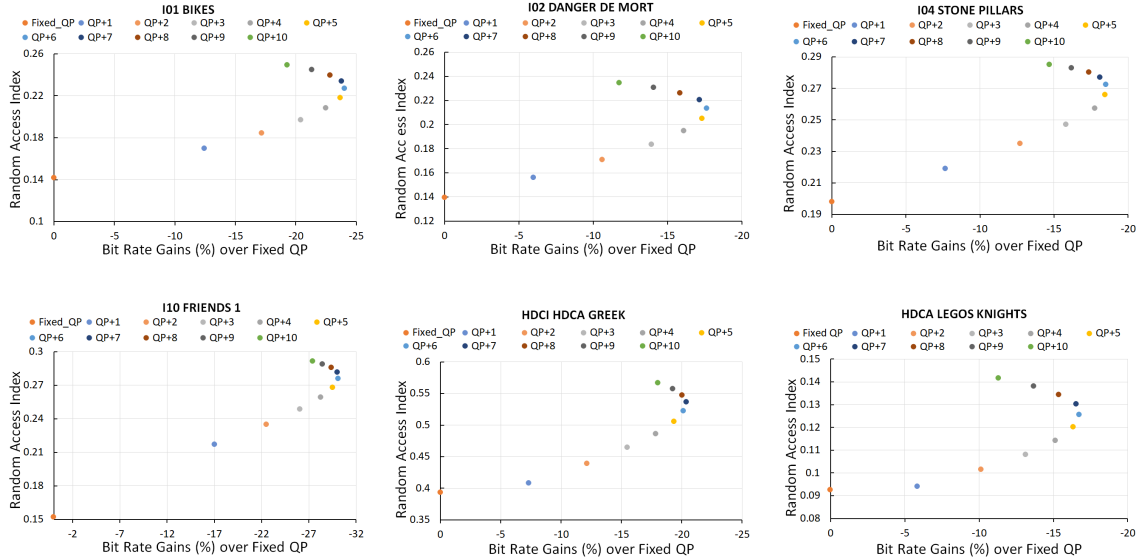 I01 BIKES
Fixed_QP QP+1 QP+2 QP+3 QP+4 QP+5
QP+6 QP+7 QP+8 QP+9 QP+10
0.26
0.22
0.18
0.14
0.1
Random Access Index
0 -5 -10 -15 -20 -25
Bit Rate Gains (%) over Fixed QP
I02 DANGER DE MORT
Fixed_QP QP+1 QP+2 QP+3 QP+4 QP+5
QP+6 QP+7 QP+8 QP+9 QP+10
0.26
0.24
0.22
0.2
0.18
0.16
0.14
0.12
Random Acc ess Index
0 -5 -10 -15 -20
Bit Rate Gains (%) over Fixed QP
I04 STONE PILLARS
Fixed_QP QP+1 QP+2 QP+3 QP+4 QP+5
QP+6 QP+7 QP+8 QP+9 QP+10
0.29
0.27
0.25
0.23
0.21
0.19
Random Access Index
0 -5 -10 -15 -20
Bit Rate Gains (%) over Fixed QP
I10 FRIENDS 1
Fixed_QP QP+1 QP+2 QP+3 QP+4 QP+5
QP+6 QP+7 QP+8 QP+9 QP+10
0.3
0.27
0.24
0.21
0.18
0.15
Random Access Index
-2 -7 -12 -17 -22 -27 -32
Bit Rate Gains (%) over Fixed QP
HDCI HDCA GREEK
Fixed_QP QP+1 QP+2 QP+3 QP+4 QP+5
QP+6 QP+7 QP+8 QP+9 QP+10
0.6
0.55
0.5
0.45
0.4
0.35
Random Access Index
0 -5 -10 -15 -20 -25
Bit Rate Gains (%) over Fixed QP
HDCA LEGOS KNIGHTS
Fixed QP QP+1 QP+2 QP+3 QP+4 QP+5
QP+6 QP+7 QP+8 QP+9 QP+10
0.15
0.14
0.13
0.12
0.11
0.1
0.09
0.08
Random Access Index
0 -5 -10 -15 -20
Bit Rate Gains (%) over Fixed QP